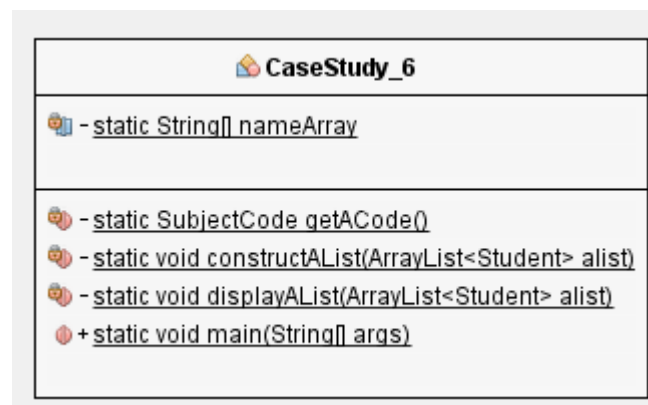 CaseStudy_6
- static String[] nameArray
- static SubjectCode getACode()
- static void constructAList(ArrayList<Student> alist)
- static void displayAList(ArrayList<Student> alist)
+ static void main(String[] args)